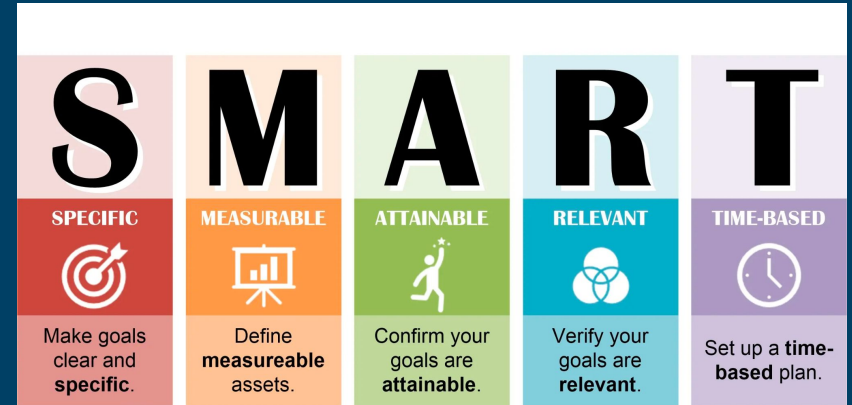 S M A R T
SPECIFIC
Make goals
clear and
specific.
MEASURABLE
Define
measureable
assets.
ATTAINABLE
Confirm your
goals are
attainable.
RELEVANT
Verify your
goals are
relevant.
TIME-BASED
Set up a time-
based plan.